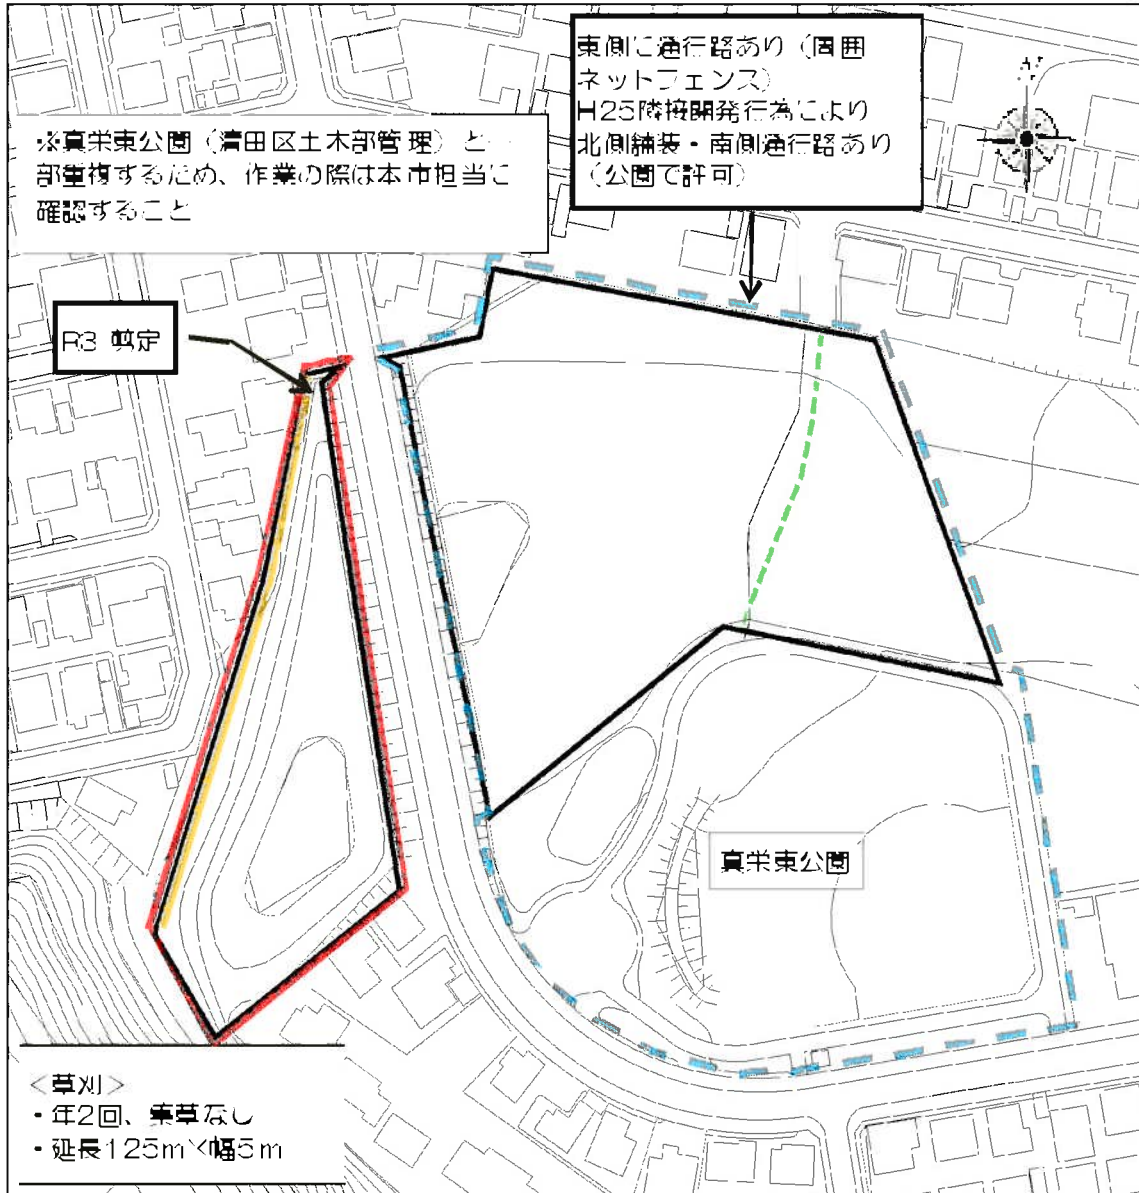 東側に通行路あり（周囲
ネットフェンス）
H25隣接開発行為により
北側舗装・南側通行路あり
（公園で許可）
※真栄東公園（清田区土木部管理）と
部重複するため、作業の際は本市担当に
確認すること
R3 剪定
真栄東公園
＜草刈＞
・年2回、集草なし
・延長125m×幅5m